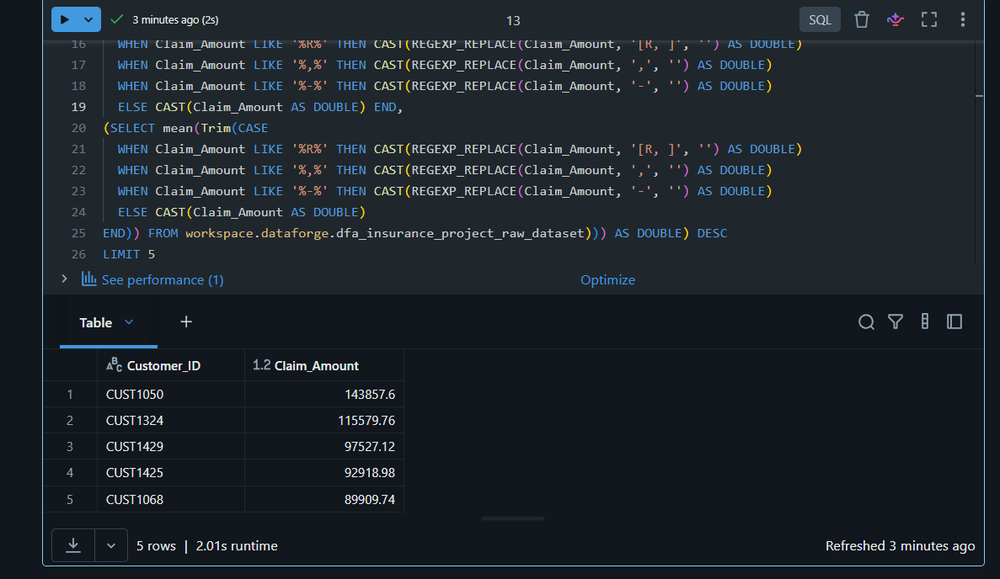 3 minutes ago (2s)
13
SQL
16 WHEN Claim_Amount LIKE '%R%' THEN CAST(REGEXP_REPLACE(Claim_Amount, '[R, ]', '') AS DOUBLE)
17 WHEN Claim_Amount LIKE '%,%' THEN CAST(REGEXP_REPLACE(Claim_Amount, ',', '') AS DOUBLE)
18 WHEN Claim_Amount LIKE '%-%' THEN CAST(REGEXP_REPLACE(Claim_Amount, '-', '') AS DOUBLE)
19 ELSE CAST(Claim_Amount AS DOUBLE) END,
20 (SELECT mean(Trim(CASE
21 WHEN Claim_Amount LIKE '%R%' THEN CAST(REGEXP_REPLACE(Claim_Amount, '[R, ]', '') AS DOUBLE)
22 WHEN Claim_Amount LIKE '%,%' THEN CAST(REGEXP_REPLACE(Claim_Amount, ',', '') AS DOUBLE)
23 WHEN Claim_Amount LIKE '%-%' THEN CAST(REGEXP_REPLACE(Claim_Amount, '-', '') AS DOUBLE)
24 ELSE CAST(Claim_Amount AS DOUBLE)
25 END)) FROM workspace.dataforge.dfa_insurance_project_raw_dataset))) AS DOUBLE) DESC
26 LIMIT 5
See performance (1)
Optimize
Table
ABC Customer_ID 1.2 Claim_Amount
1 CUST1050 143857.6
2 CUST1324 115579.76
3 CUST1429 97527.12
4 CUST1425 92918.98
5 CUST1068 89909.74
5 rows | 2.01s runtime
Refreshed 3 minutes ago